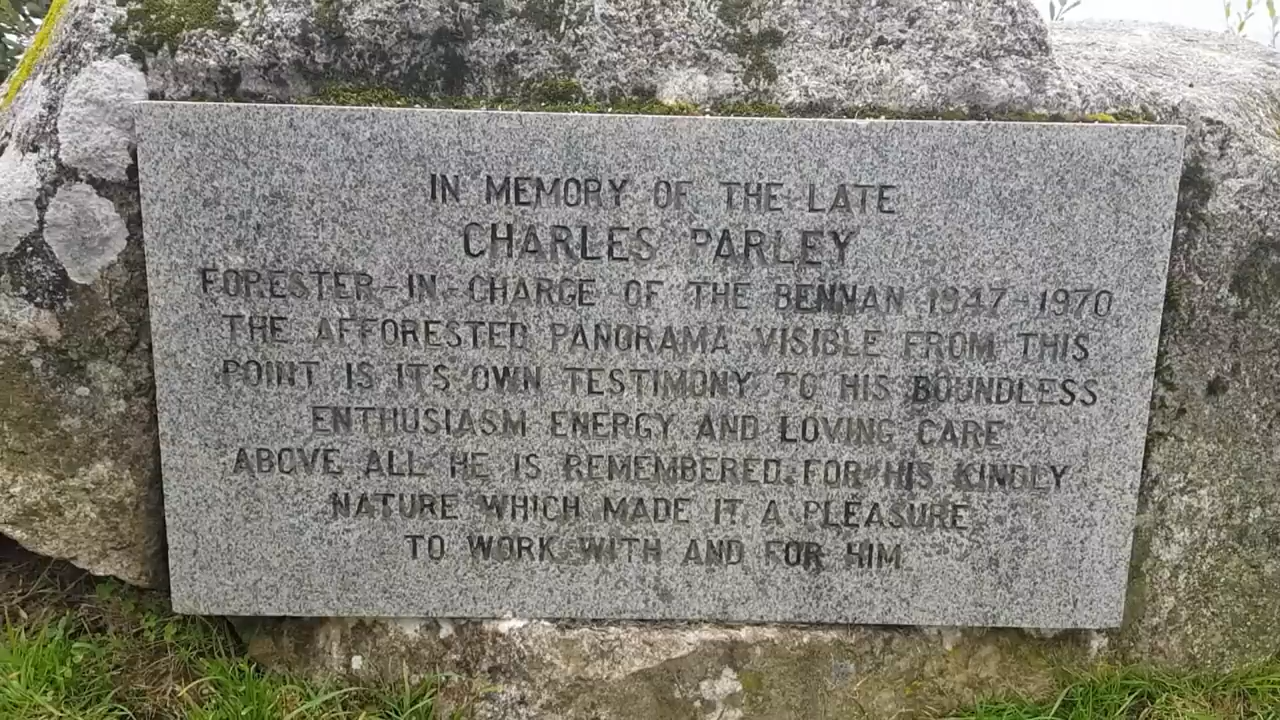 IN MEMORY OF THE LATE
CHARLES PARLEY
FORESTER-IN-CHARGE OF THE BENNAN 1947-1970
THE AFFORESTED PANORAMA VISIBLE FROM THIS
POINT IS ITS OWN TESTIMONY TO HIS BOUNDLESS
ENTHUSIASM ENERGY AND LOVING CARE
ABOVE ALL HE IS REMEMBERED FOR HIS KINDLY
NATURE WHICH MADE IT A PLEASURE
TO WORK WITH AND FOR HIM